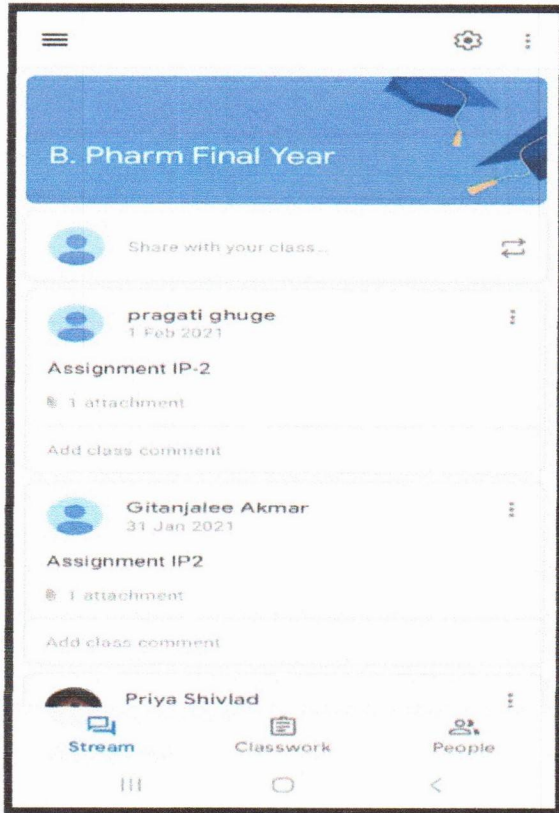 B. Pharm Final Year
Share with your class...
pragati ghuge
1 Feb 2021
Assignment IP-2
1 attachment
Add class comment
Gitanjalee Akmar
31 Jan 2021
Assignment IP2
1 attachment
Add class comment
Priya Shivlad
Stream Classwork People